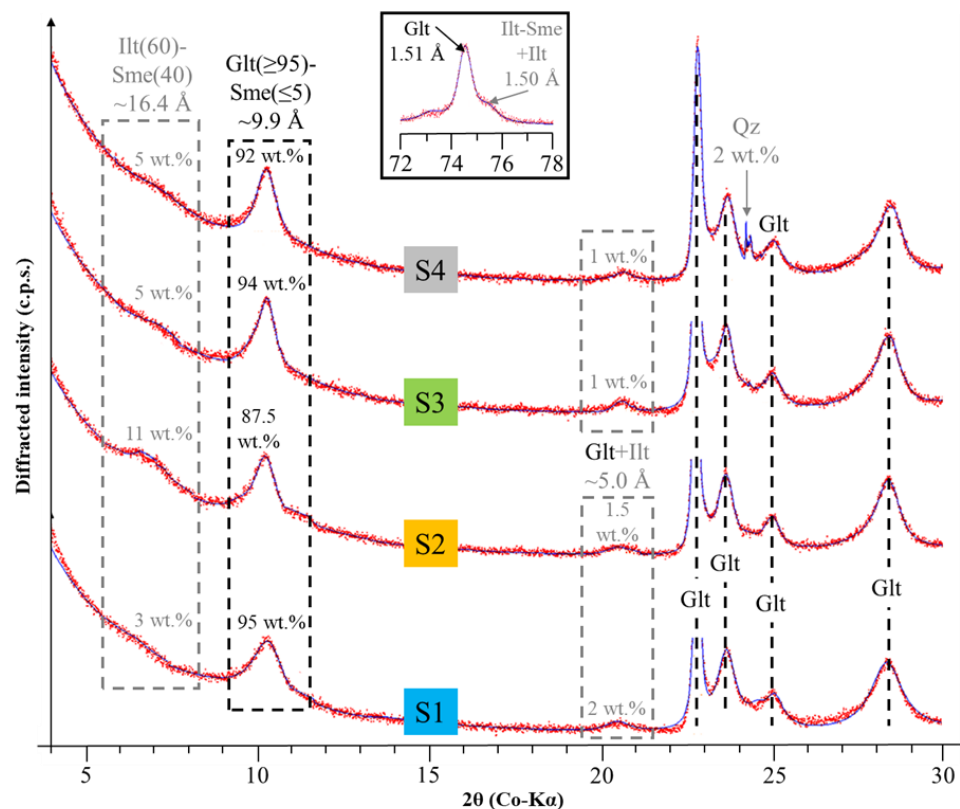 Ilt(60)-
Sme(40)
~16.4 Å
Glt(≥95)-
Sme(≤5)
~9.9 Å
Glt
1.51 Å
Ilt-Sme
+Ilt
1.50 Å
72 74 76 78
Qz
2 wt.%
Glt
5 wt.%
92 wt.%
S4
1 wt.%
5 wt.%
94 wt.%
S3
1 wt.%
Glt+Ilt
~5.0 Å
11 wt.%
87.5
wt.%
S2
1.5
wt.%
Glt
Glt
Glt
Glt
3 wt.%
95 wt.%
S1
2 wt.%
Diffracted intensity (c.p.s.)
5 10 15 20 25 30
2θ (Co-Kα)